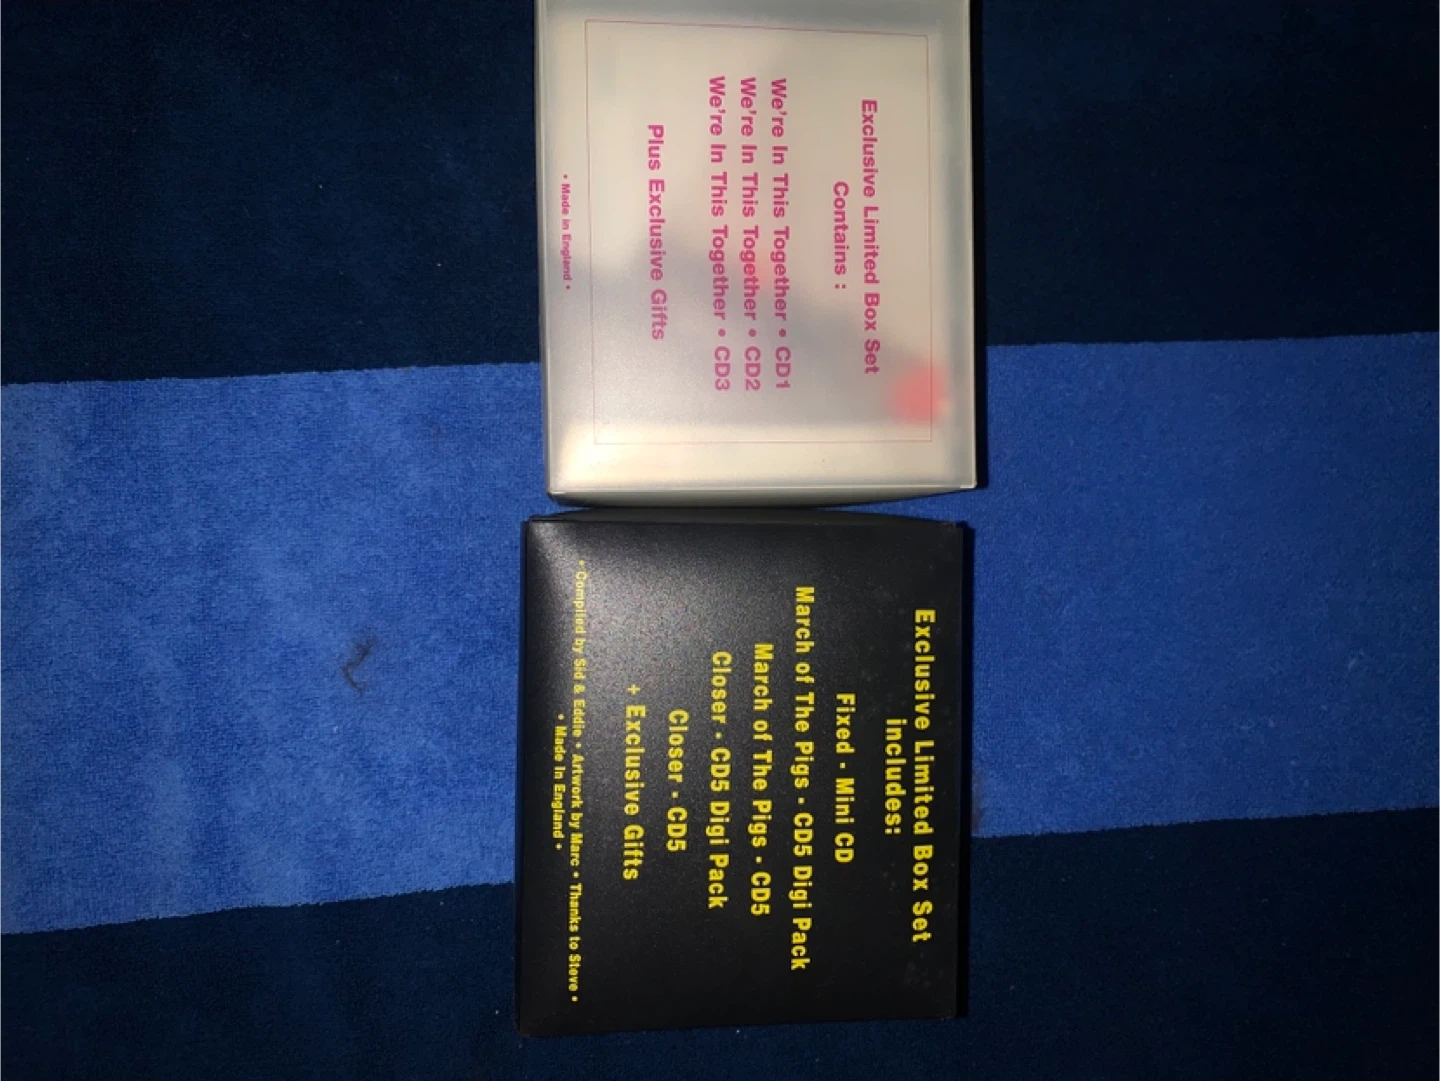 Exclusive Limited Box Set
Contains :
We're In This Together • CD1
We're In This Together • CD2
We're In This Together • CD3
Plus Exclusive Gifts
• Made in England •
Exclusive Limited Box Set
includes:
Fixed · Mini CD
March of The Pigs · CD5 Digi Pack
March of The Pigs · CD5
Closer · CD5 Digi Pack
Closer · CD5
+ Exclusive Gifts
• Compiled by Sid & Eddie • Artwork by Marc • Thanks to Steve •
• Made In England •